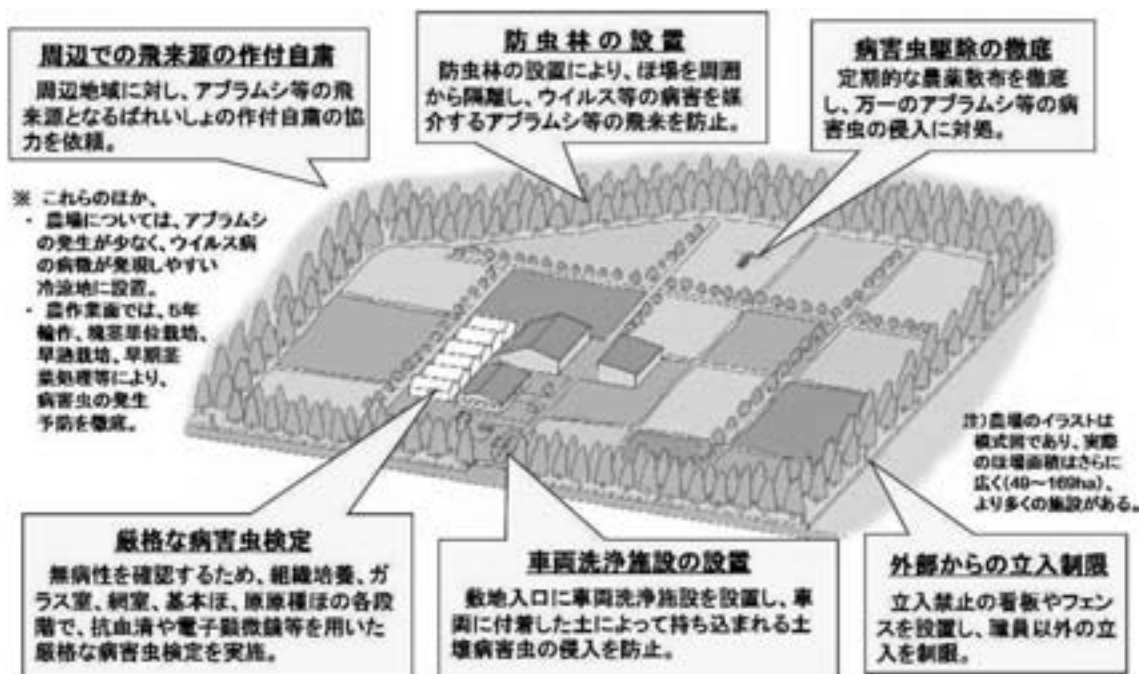 周辺での飛来源の作付自粛
周辺地域に対し、アブラムシ等の飛
来源となるばれいしょの作付自粛の協
力を依頼。
防虫林の設置
防虫林の設置により、ほ場を周囲
から隔離し、ウイルス等の病害を媒
介するアブラムシ等の飛来を防止。
病害虫駆除の徹底
定期的な農薬散布を徹底
し、万一のアブラムシ等の病
害虫の侵入に対処。
※ これらのほか、
・ 農場については、アブラムシ
の発生が少なく、ウイルス病
の病徴が発現しやすい
冷涼地に設置。
・ 農作業面では、5年
輪作、塊茎単位栽培、
早熟栽培、早期茎
葉処理等により、
病害虫の発生
予防を徹底。
注)農場のイラストは
模式図であり、実際
のほ場面積はさらに
広く(49~169ha)、
より多くの施設がある。
厳格な病害虫検定
無病性を確認するため、組織培養、ガ
ラス室、網室、基本ほ、原原種ほの各段
階で、抗血清や電子顕微鏡等を用いた
厳格な病害虫検定を実施。
車両洗浄施設の設置
敷地入口に車両洗浄施設を設置し、車
両に付着した土によって持ち込まれる土
壌病害虫の侵入を防止。
外部からの立入制限
立入禁止の看板やフェン
スを設置し、職員以外の立
入を制限。